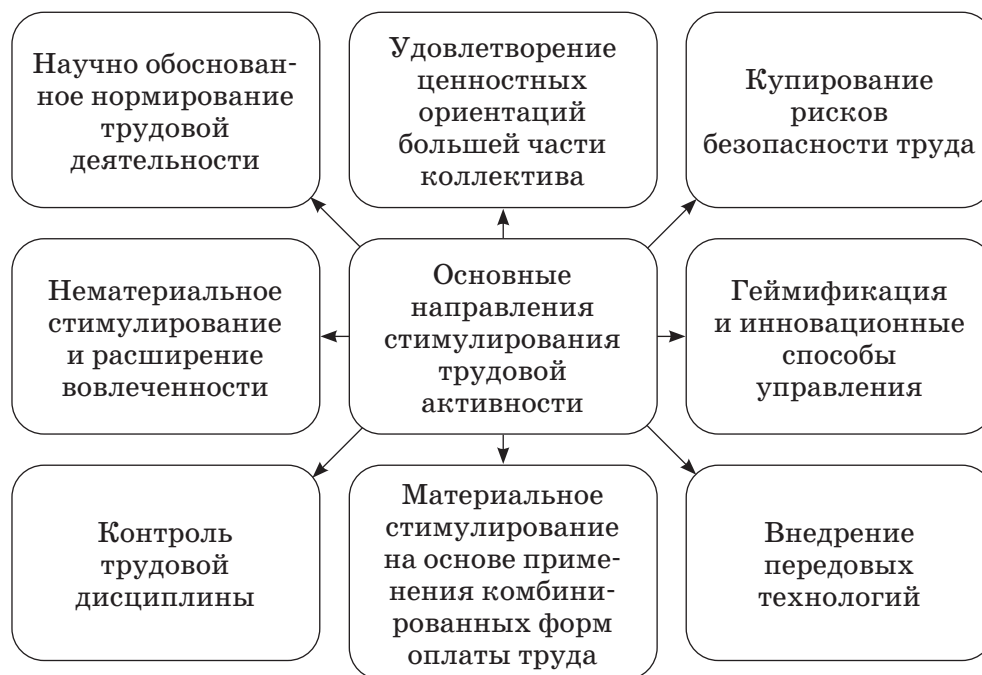 Научно обоснован-
ное нормирование
трудовой
деятельности
Удовлетворение
ценностных
ориентаций
большей части
коллектива
Купирование
рисков
безопасности труда
Нематериальное
стимулирование
и расширение
вовлеченности
Основные
направления
стимулирования
трудовой
активности
Геймификация
и инновационные
способы
управления
Контроль
трудовой
дисциплины
Материальное
стимулирование
на основе приме-
нения комбини-
рованных форм
оплаты труда
Внедрение
передовых
технологий